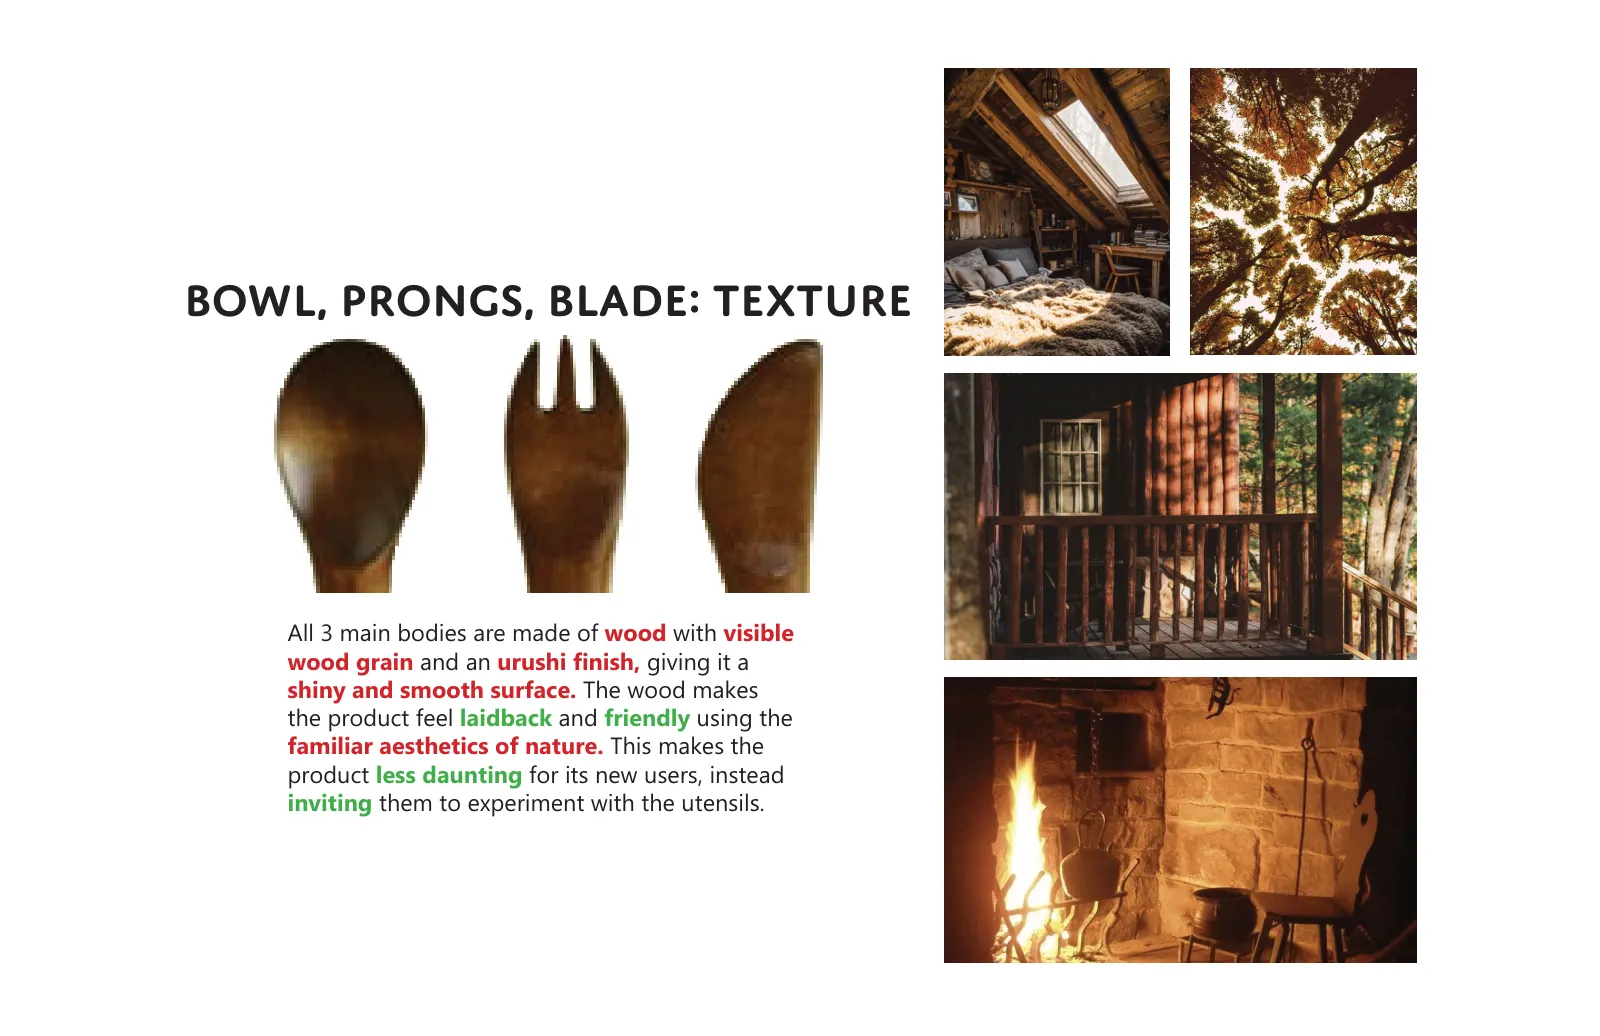 BOWL, PRONGS, BLADE: TEXTURE
All 3 main bodies are made of wood with visible
wood grain and an urushi finish, giving it a
shiny and smooth surface. The wood makes
the product feel laidback and friendly using the
familiar aesthetics of nature. This makes the
product less daunting for its new users, instead
inviting them to experiment with the utensils.